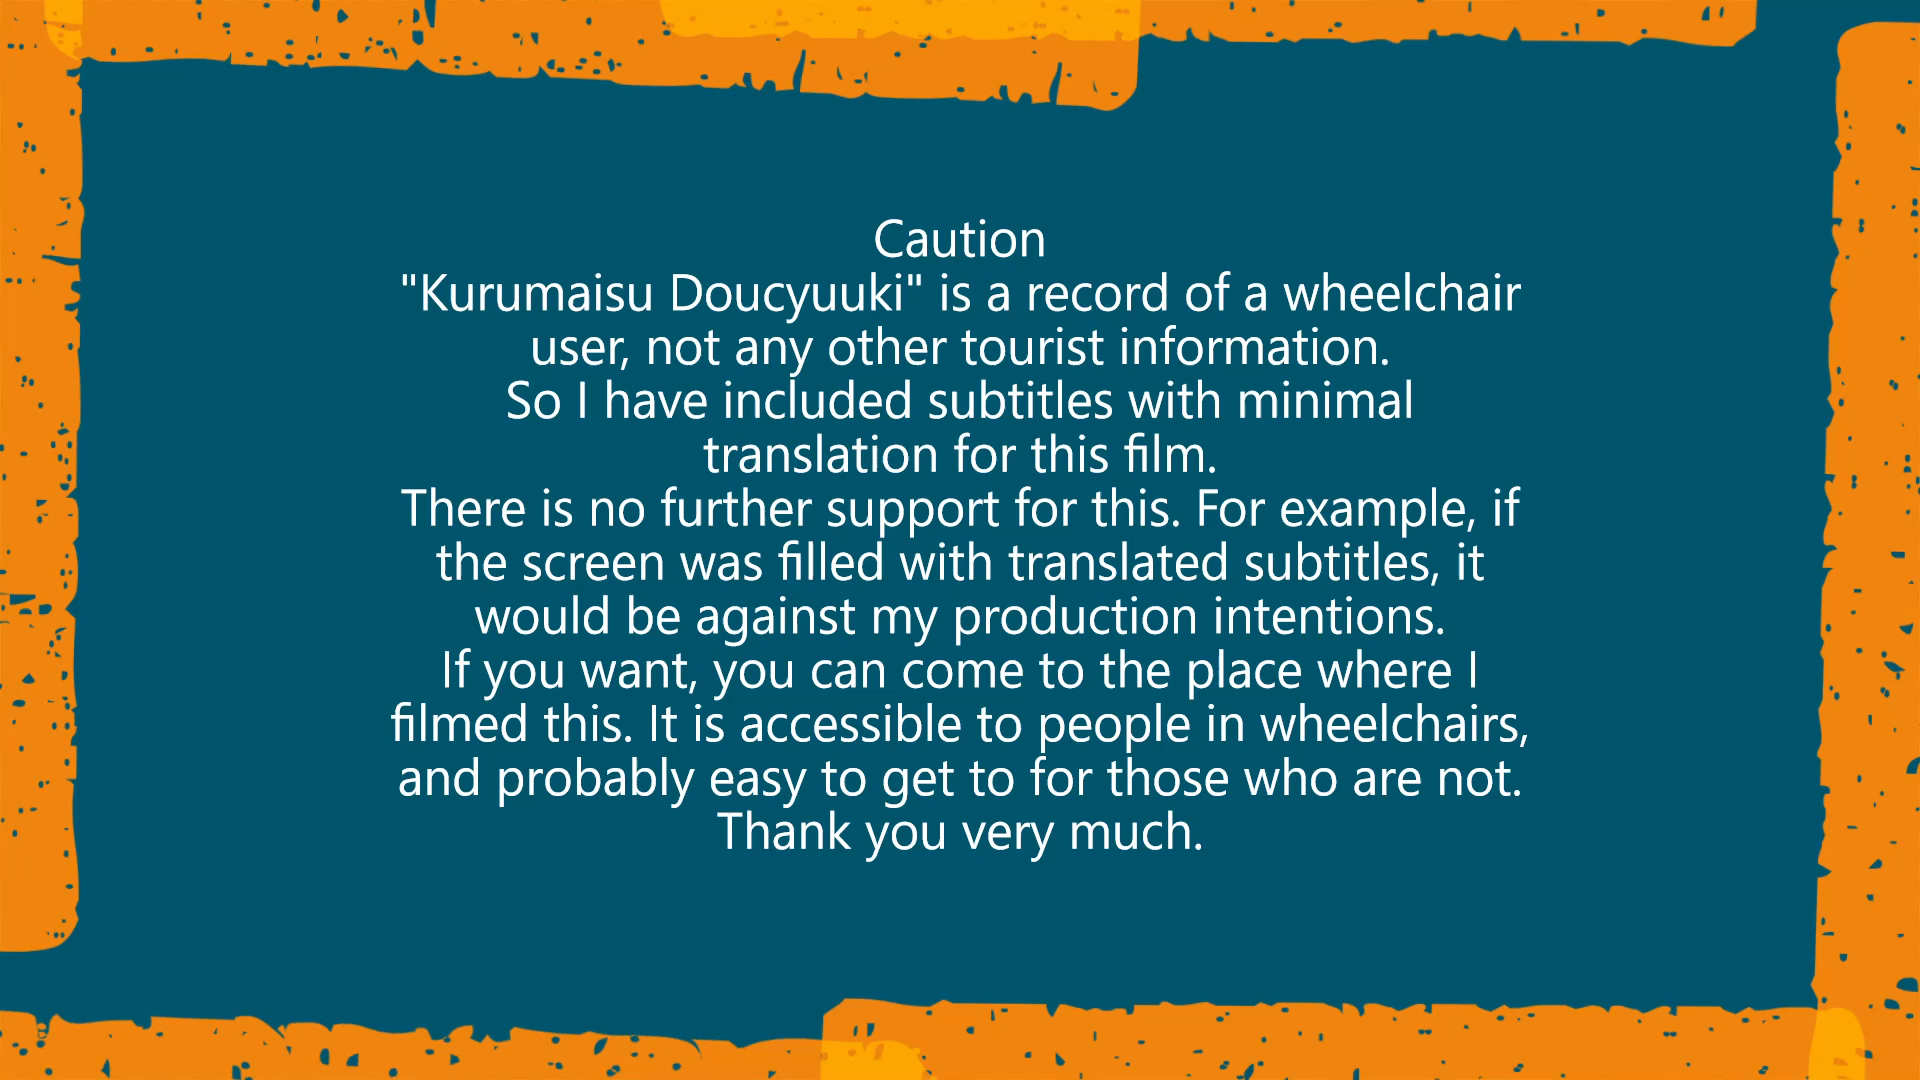 Caution
"Kurumaisu Doucyuuki" is a record of a wheelchair
user, not any other tourist information.
So I have included subtitles with minimal
translation for this film.
There is no further support for this. For example, if
the screen was filled with translated subtitles, it
would be against my production intentions.
If you want, you can come to the place where I
filmed this. It is accessible to people in wheelchairs,
and probably easy to get to for those who are not.
Thank you very much.